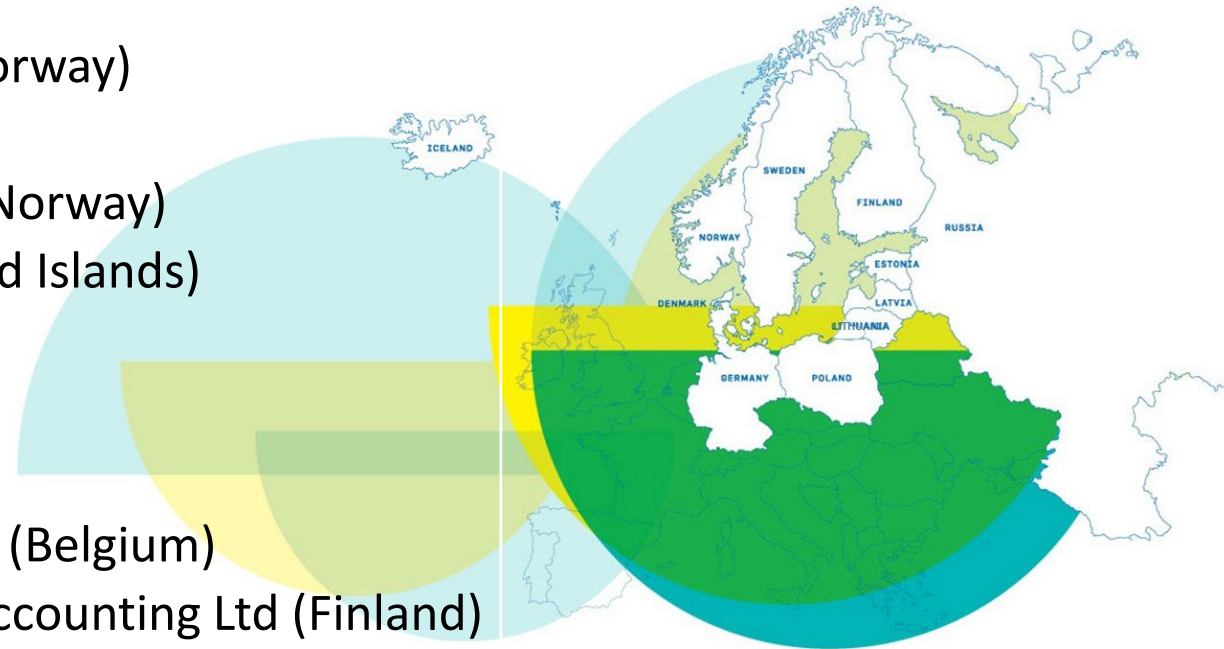 orway)
Norway)
d Islands)
(Belgium)
ccounting Ltd (Finland)
ICELAND
SWEDEN
FINLAND
RUSSIA
NORWAY
ESTONIA
DENMARK
LATVIA
LITHUANIA
GERMANY
POLAND